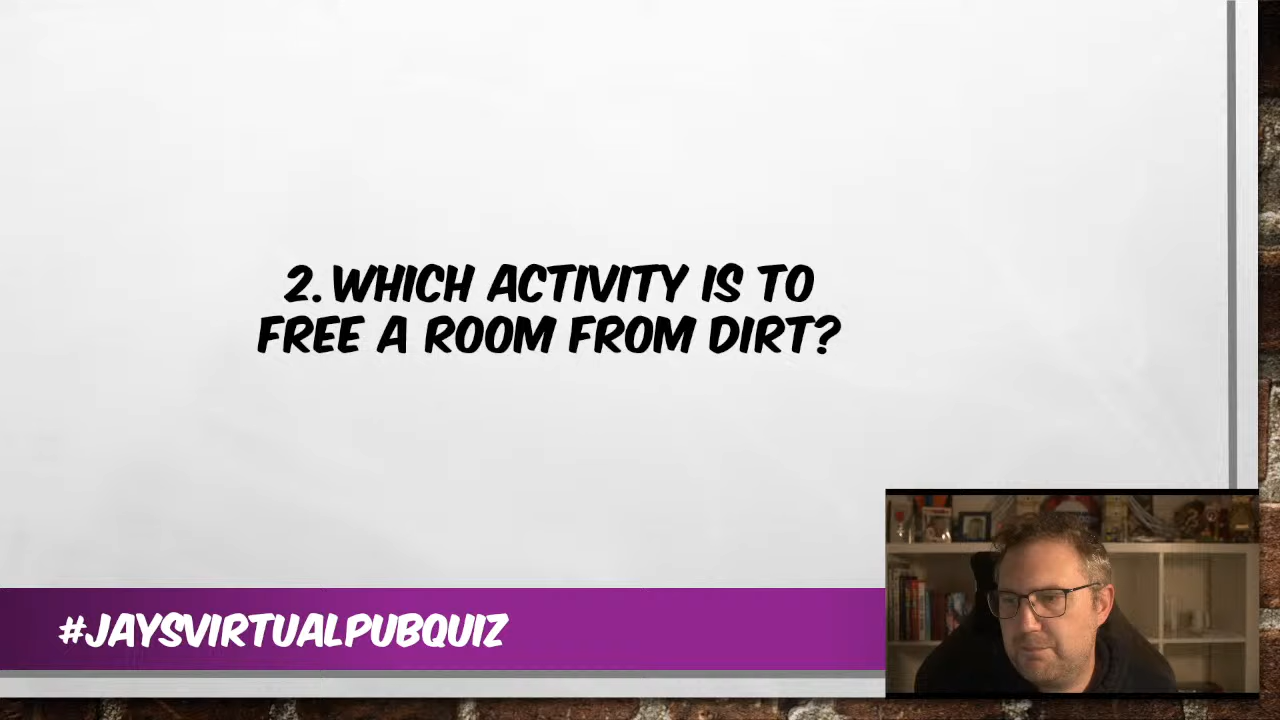 2. WHICH ACTIVITY IS TO
FREE A ROOM FROM DIRT?
#JAYSVIRTUALPUBQUIZ